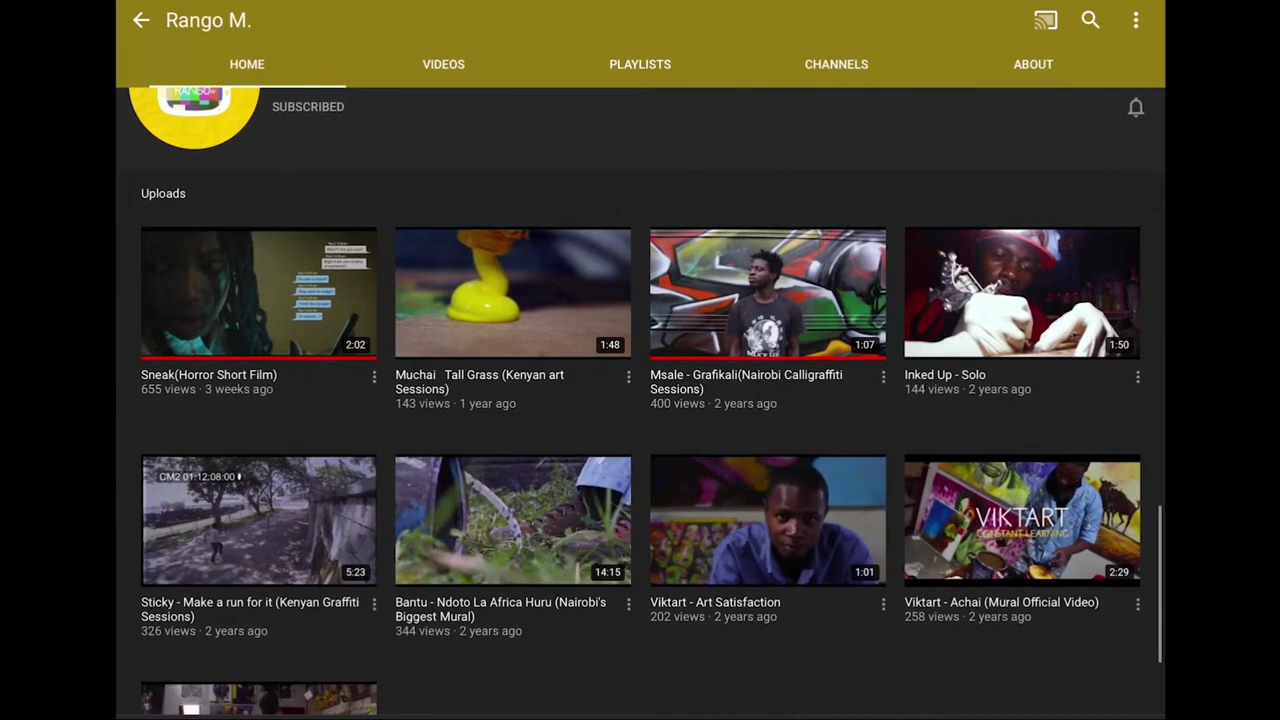 Rango M.
HOME VIDEOS PLAYLISTS CHANNELS ABOUT
RANGO
SUBSCRIBED
Uploads
2:02
1:48
1:07
1:50
Sneak(Horror Short Film)
655 views · 3 weeks ago
Muchai Tall Grass (Kenyan art
Sessions)
143 views · 1 year ago
Msale - Grafikali(Nairobi Calligraffiti
Sessions)
400 views · 2 years ago
Inked Up - Solo
144 views · 2 years ago
CM2 01:12:08:00
5:23
14:15
1:01
VIKTART
CONSTANT LEARNING
2:29
Sticky - Make a run for it (Kenyan Graffiti
Sessions)
326 views · 2 years ago
Bantu - Ndoto La Africa Huru (Nairobi's
Biggest Mural)
344 views · 2 years ago
Viktart - Art Satisfaction
202 views · 2 years ago
Viktart - Achai (Mural Official Video)
258 views · 2 years ago